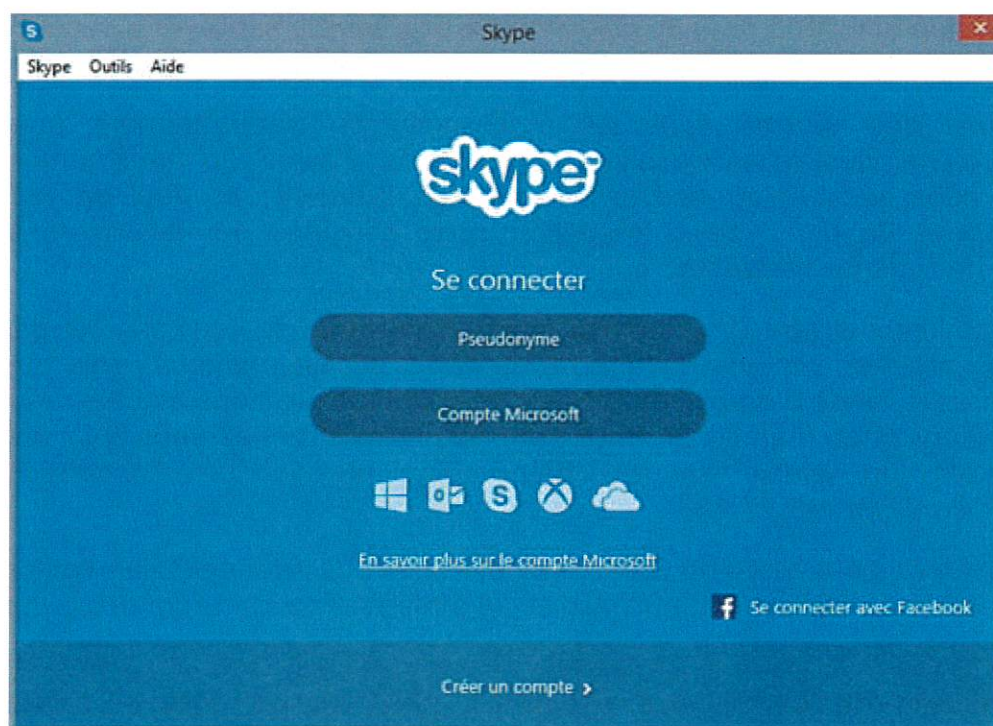 Skype
Skype Outils Aide
skype™
Se connecter
Pseudonyme
Compte Microsoft
En savoir plus sur le compte Microsoft
Se connecter avec Facebook
Créer un compte >